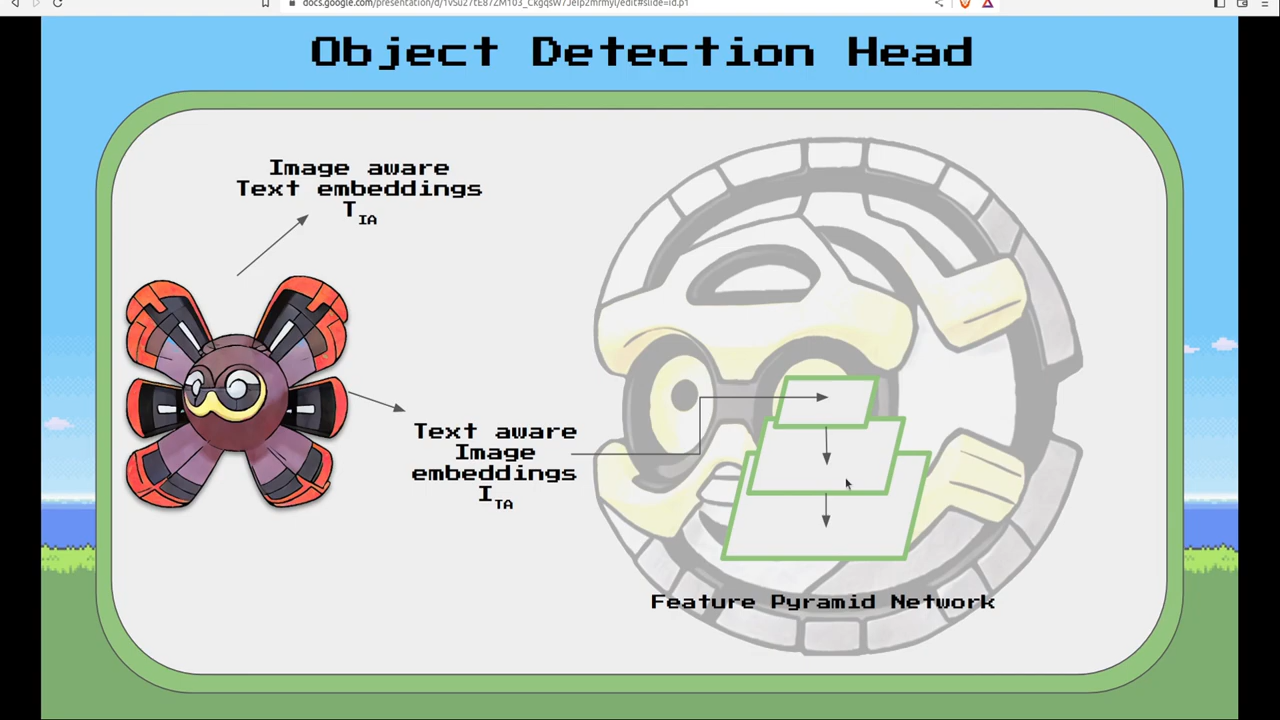 Object Detection Head
Image aware
Text embeddings
T IA
Text aware
Image
embeddings
I IA
Feature Pyramid Network